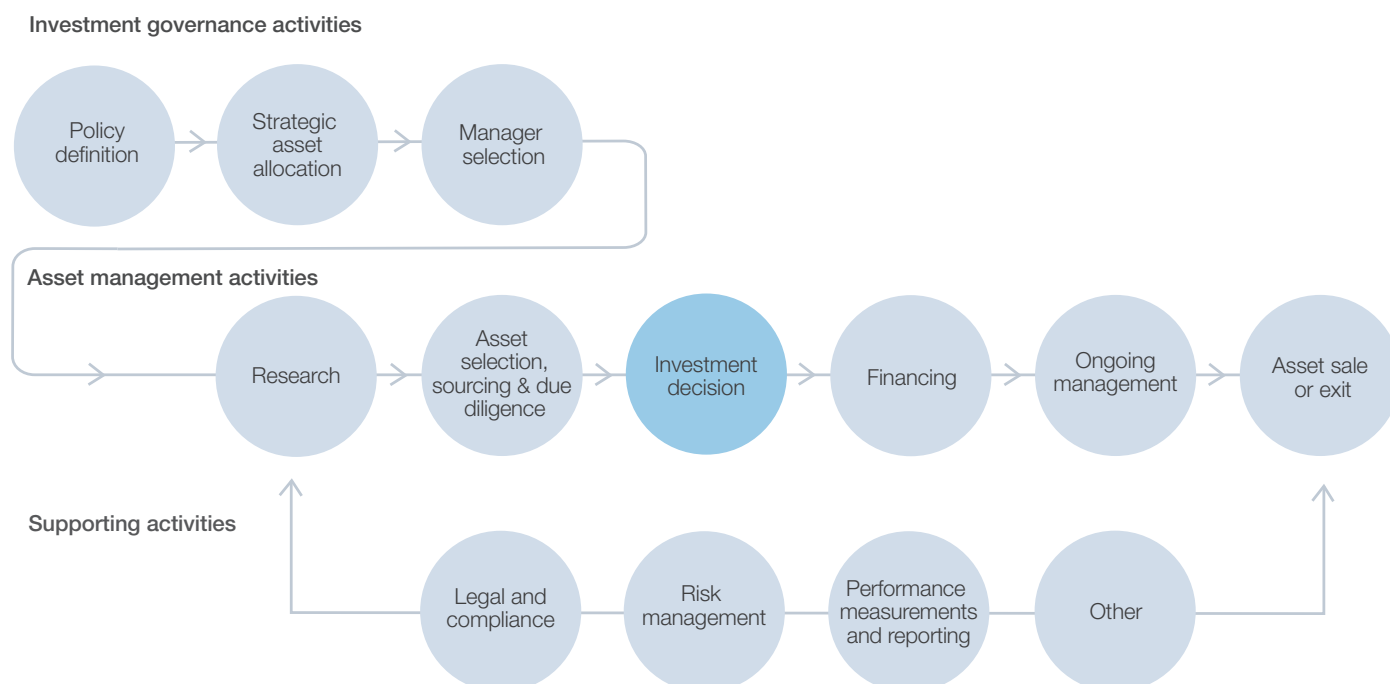 Investment governance activities
Policy
definition
Strategic
asset
allocation
Manager
selection
Asset management activities
Research
Asset
selection,
sourcing & due
diligence
Investment
decision
Financing
Ongoing
management
Asset sale
or exit
Supporting activities
Legal and
compliance
Risk
management
Performance
measurements
and reporting
Other